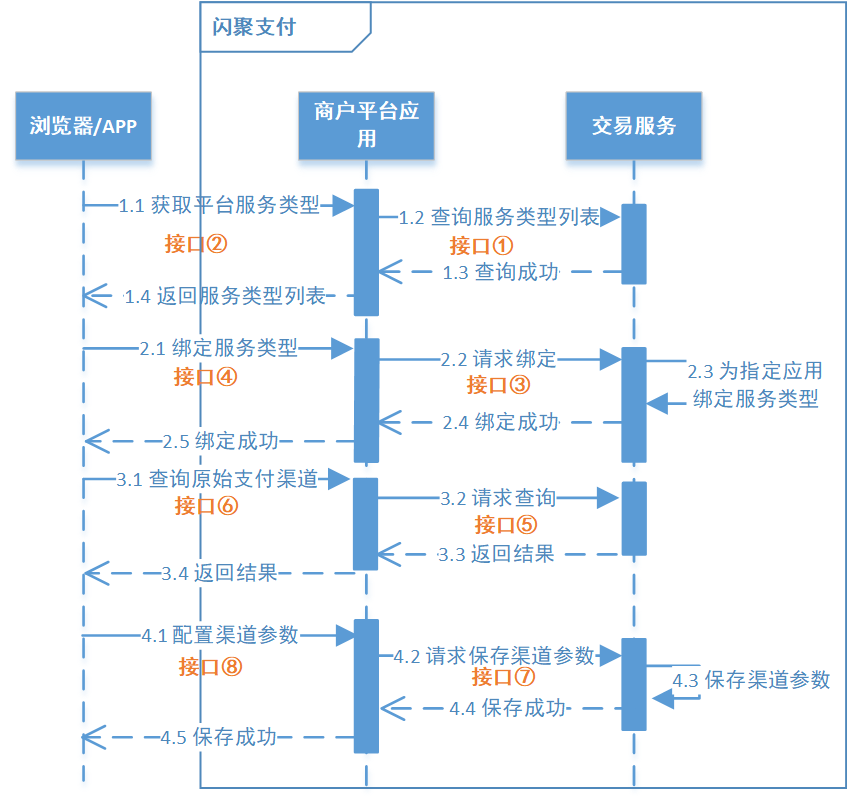 闪聚支付
浏览器/APP
商户平台应
用
交易服务
1.1 获取平台服务类型
1.2 查询服务类型列表
接口②
接口①
1.3 查询成功
1.4 返回服务类型列表
2.1 绑定服务类型
2.2 请求绑定
2.3 为指定应用
绑定服务类型
接口④
接口③
2.4 绑定成功
2.5 绑定成功
3.1 查询原始支付渠道
3.2 请求查询
接口⑥
接口⑤
3.3 返回结果
3.4 返回结果
4.1 配置渠道参数
4.2 请求保存渠道参数
接口⑧
接口⑦
4.3 保存渠道参数
4.4 保存成功
4.5 保存成功